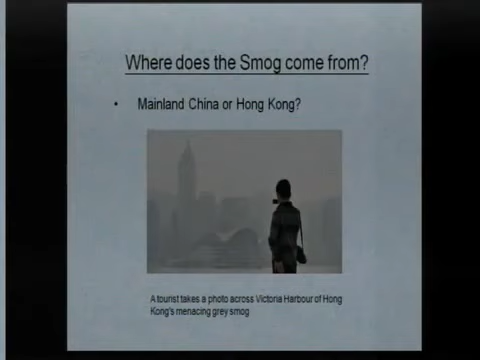 Where does the Smog come from?
• Mainland China or Hong Kong?
A tourist takes a photo across Victoria Harbour of Hong
Kong's menacing grey smog